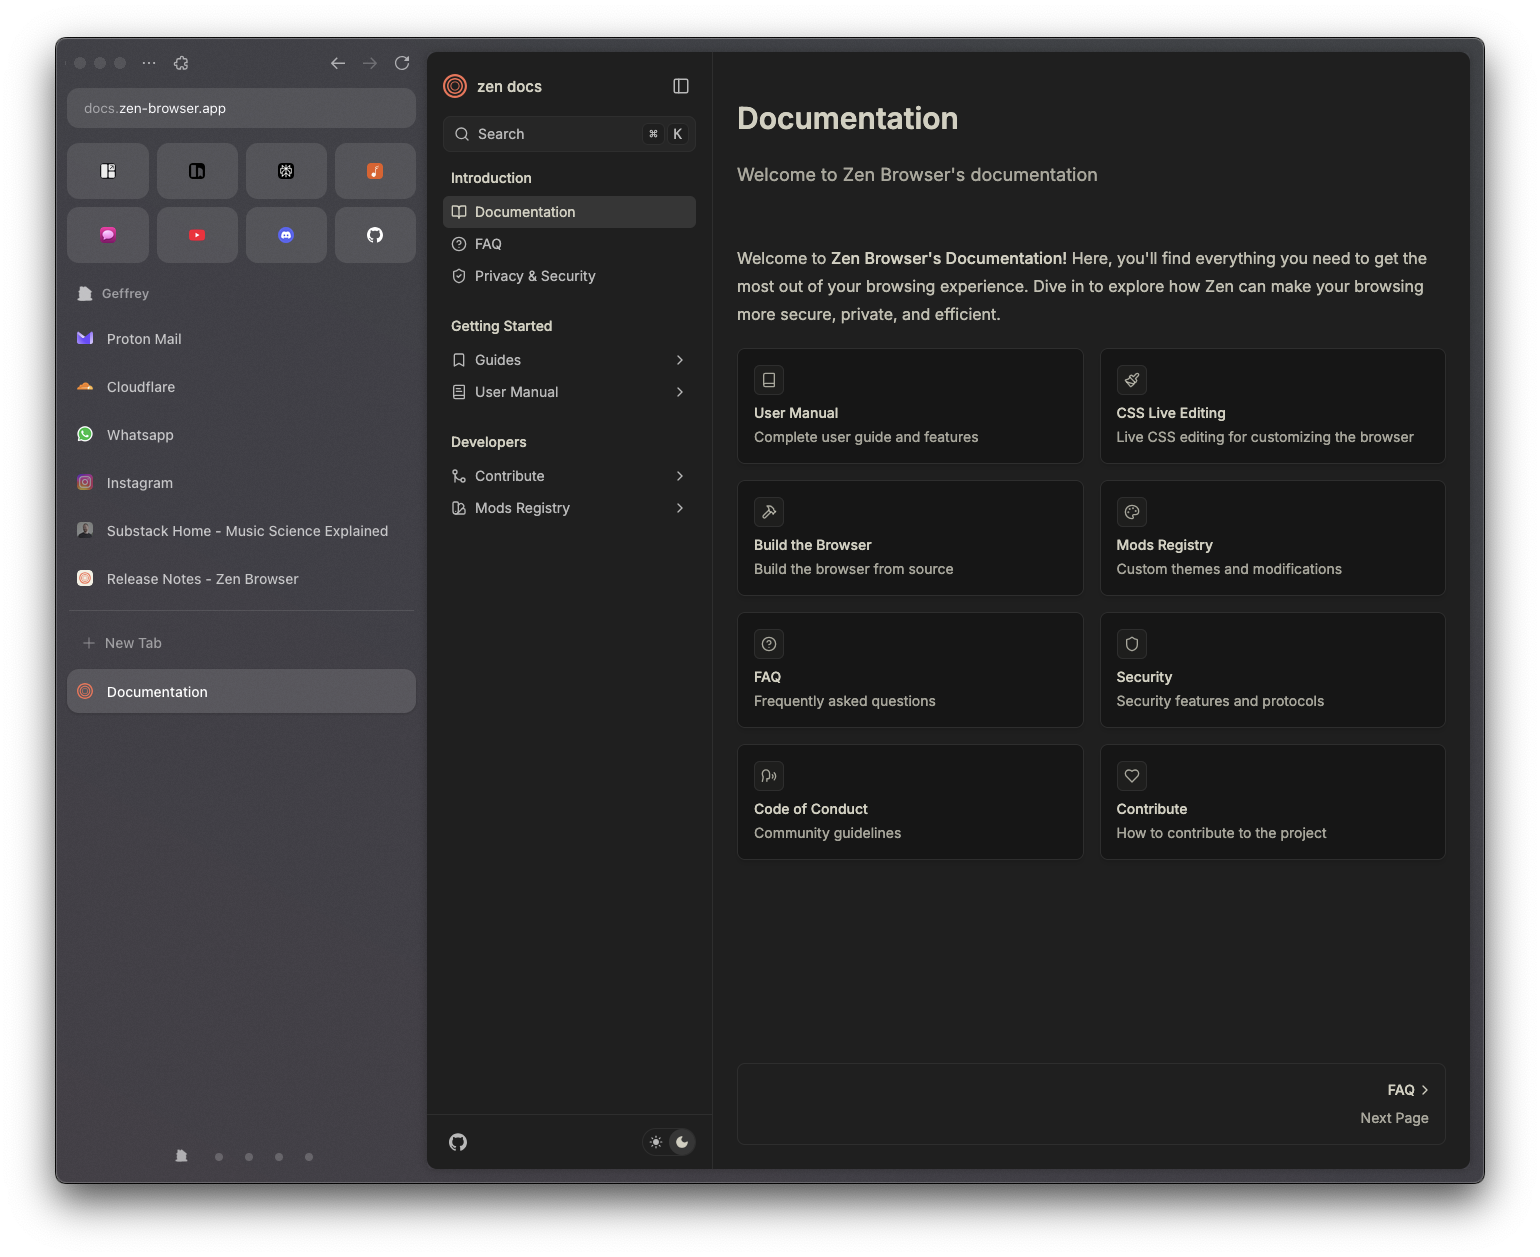 docs.zen-browser.app
Geffrey
Proton Mail
Cloudflare
Whatsapp
Instagram
Substack Home - Music Science Explained
Release Notes - Zen Browser
New Tab
Documentation
zen docs
Search ⌘ K
Introduction
Documentation
FAQ
Privacy & Security
Getting Started
Guides
User Manual
Developers
Contribute
Mods Registry
Documentation
Welcome to Zen Browser's documentation
Welcome to Zen Browser's Documentation! Here, you'll find everything you need to get the
most out of your browsing experience. Dive in to explore how Zen can make your browsing
more secure, private, and efficient.
User Manual
Complete user guide and features
CSS Live Editing
Live CSS editing for customizing the browser
Build the Browser
Build the browser from source
Mods Registry
Custom themes and modifications
FAQ
Frequently asked questions
Security
Security features and protocols
Code of Conduct
Community guidelines
Contribute
How to contribute to the project
FAQ
Next Page